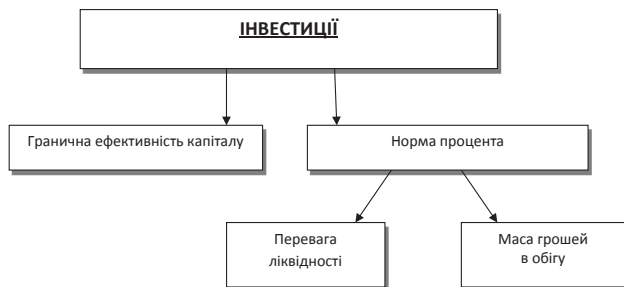 ІНВЕСТИЦІЇ
Гранична ефективність капіталу
Норма процента
Перевага
ліквідності
Маса грошей
в обігу